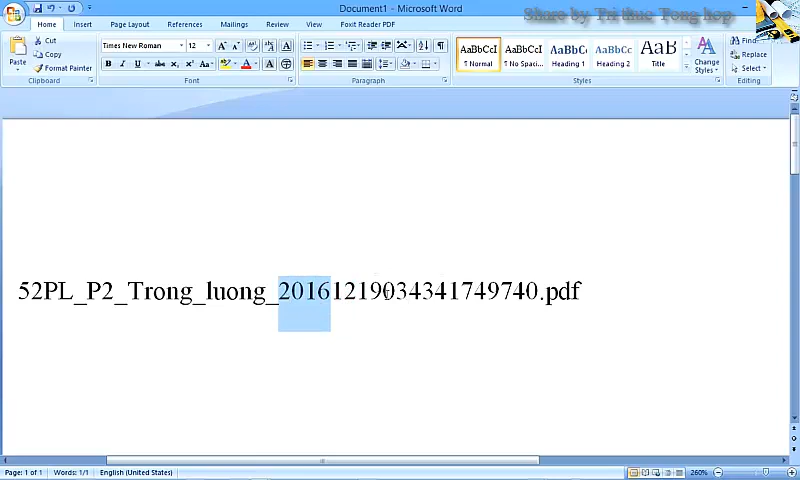 Document1 - Microsoft Word
Share by Tri thuc Tong hop
Home Insert Page Layout References Mailings Review View Foxit Reader PDF
Paste
Cut
Copy
Format Painter
Clipboard
Times New Roman 12
Font
Paragraph
AaBbCcI AaBbCcI AaBbC AaBbCc AaB
¶ Normal ¶ No Spaci... Heading 1 Heading 2 Title
Change Styles
Styles
Find
Replace
Select
Editing
52PL_P2_Trong_luong_20161219034341749740.pdf
Page: 1 of 1 Words: 1/1 English (United States) 260%